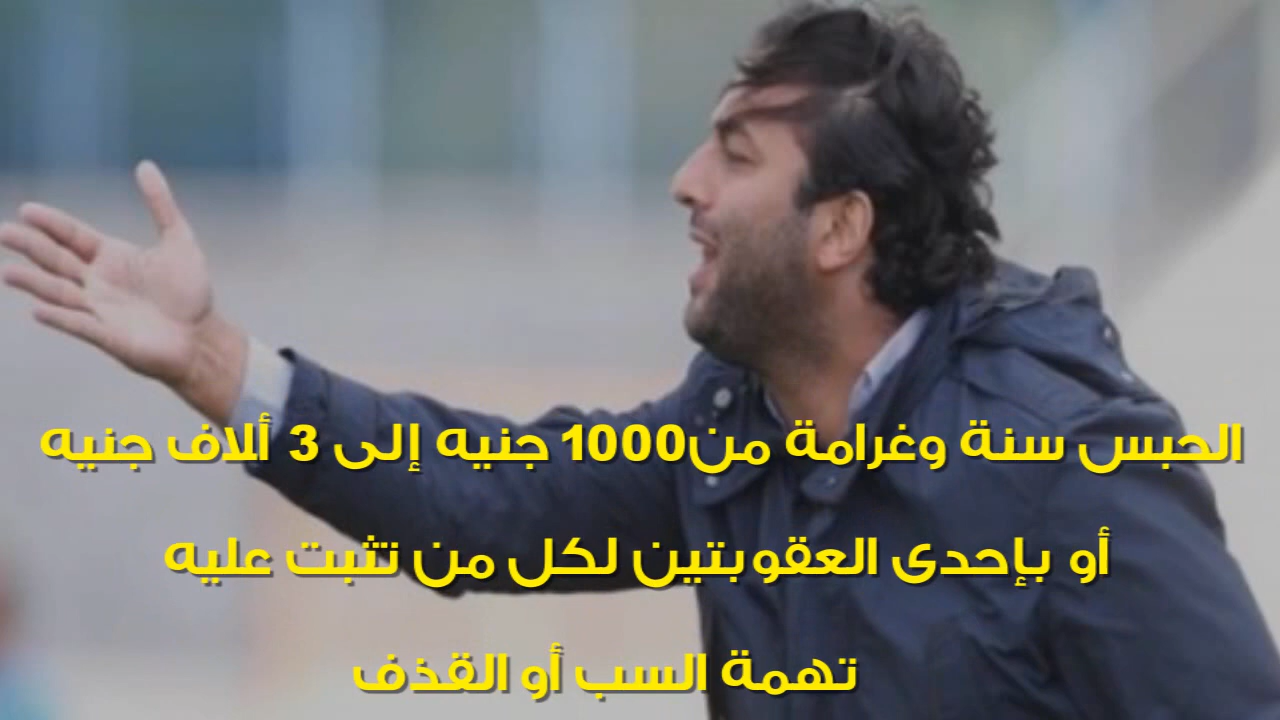 الحبس سنة وغرامة من1000 جنيه إلى 3 ألاف جنيه
أو بإحدى العقوبتين لكل من تثبت عليه
تهمة السب أو القذف